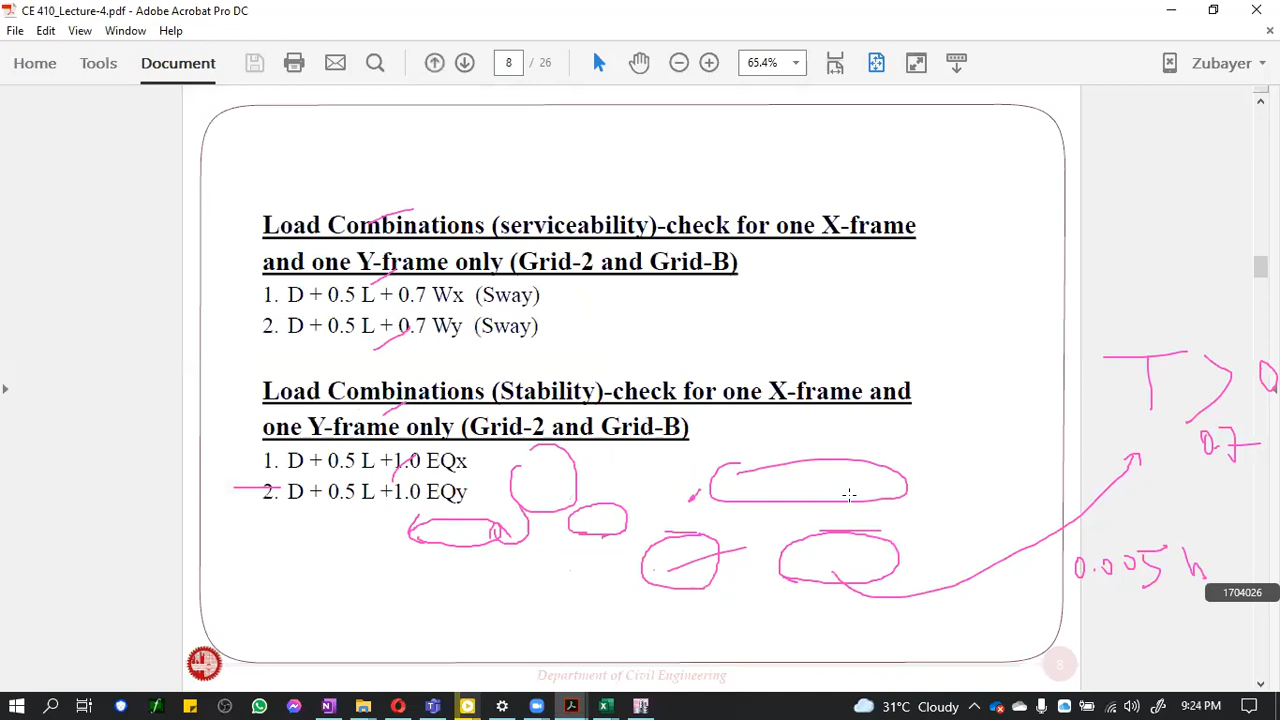 CE 410_Lecture-4.pdf - Adobe Acrobat Pro DC
File Edit View Window Help
Home Tools Document 8 / 26 65.4% Zubayer
Load Combinations (serviceability)-check for one X-frame
and one Y-frame only (Grid-2 and Grid-B)
1. D + 0.5 L + 0.7 Wx (Sway)
2. D + 0.5 L + 0.7 Wy (Sway)
Load Combinations (Stability)-check for one X-frame and
one Y-frame only (Grid-2 and Grid-B)
1. D + 0.5 L +1.0 EQx
2. D + 0.5 L +1.0 EQy
T > 0
0.7
0.005 h
1704026
Department of Civil Engineering
8
31°C Cloudy 9:24 PM